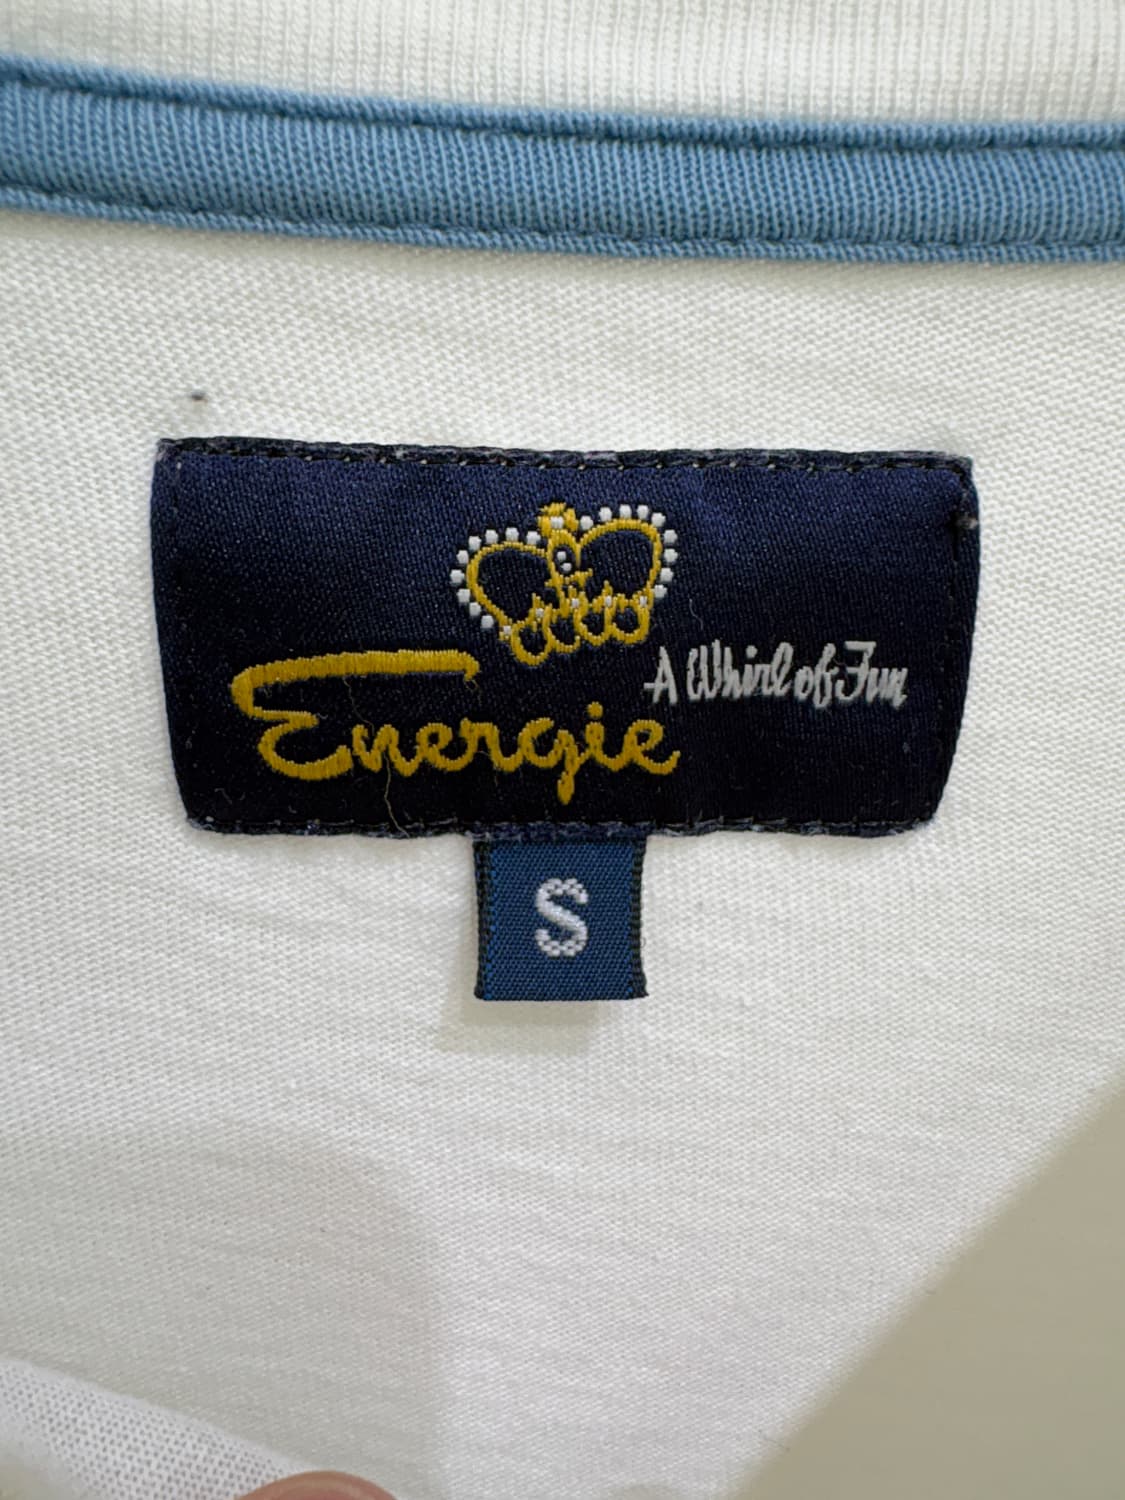 A Whirl of Fun
Energie
S